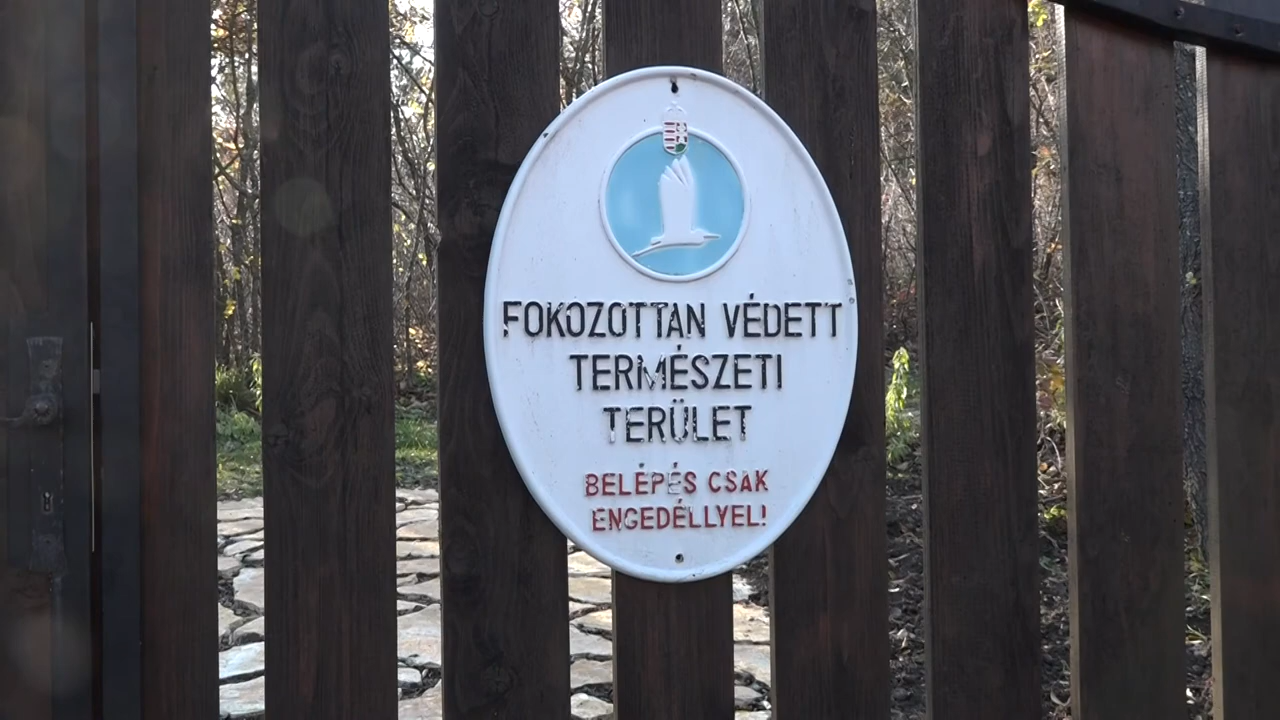 FOKOZOTTAN VÉDETT
TERMÉSZETI
TERÜLET
BELÉPÉS CSAK
ENGEDÉLLYEL!